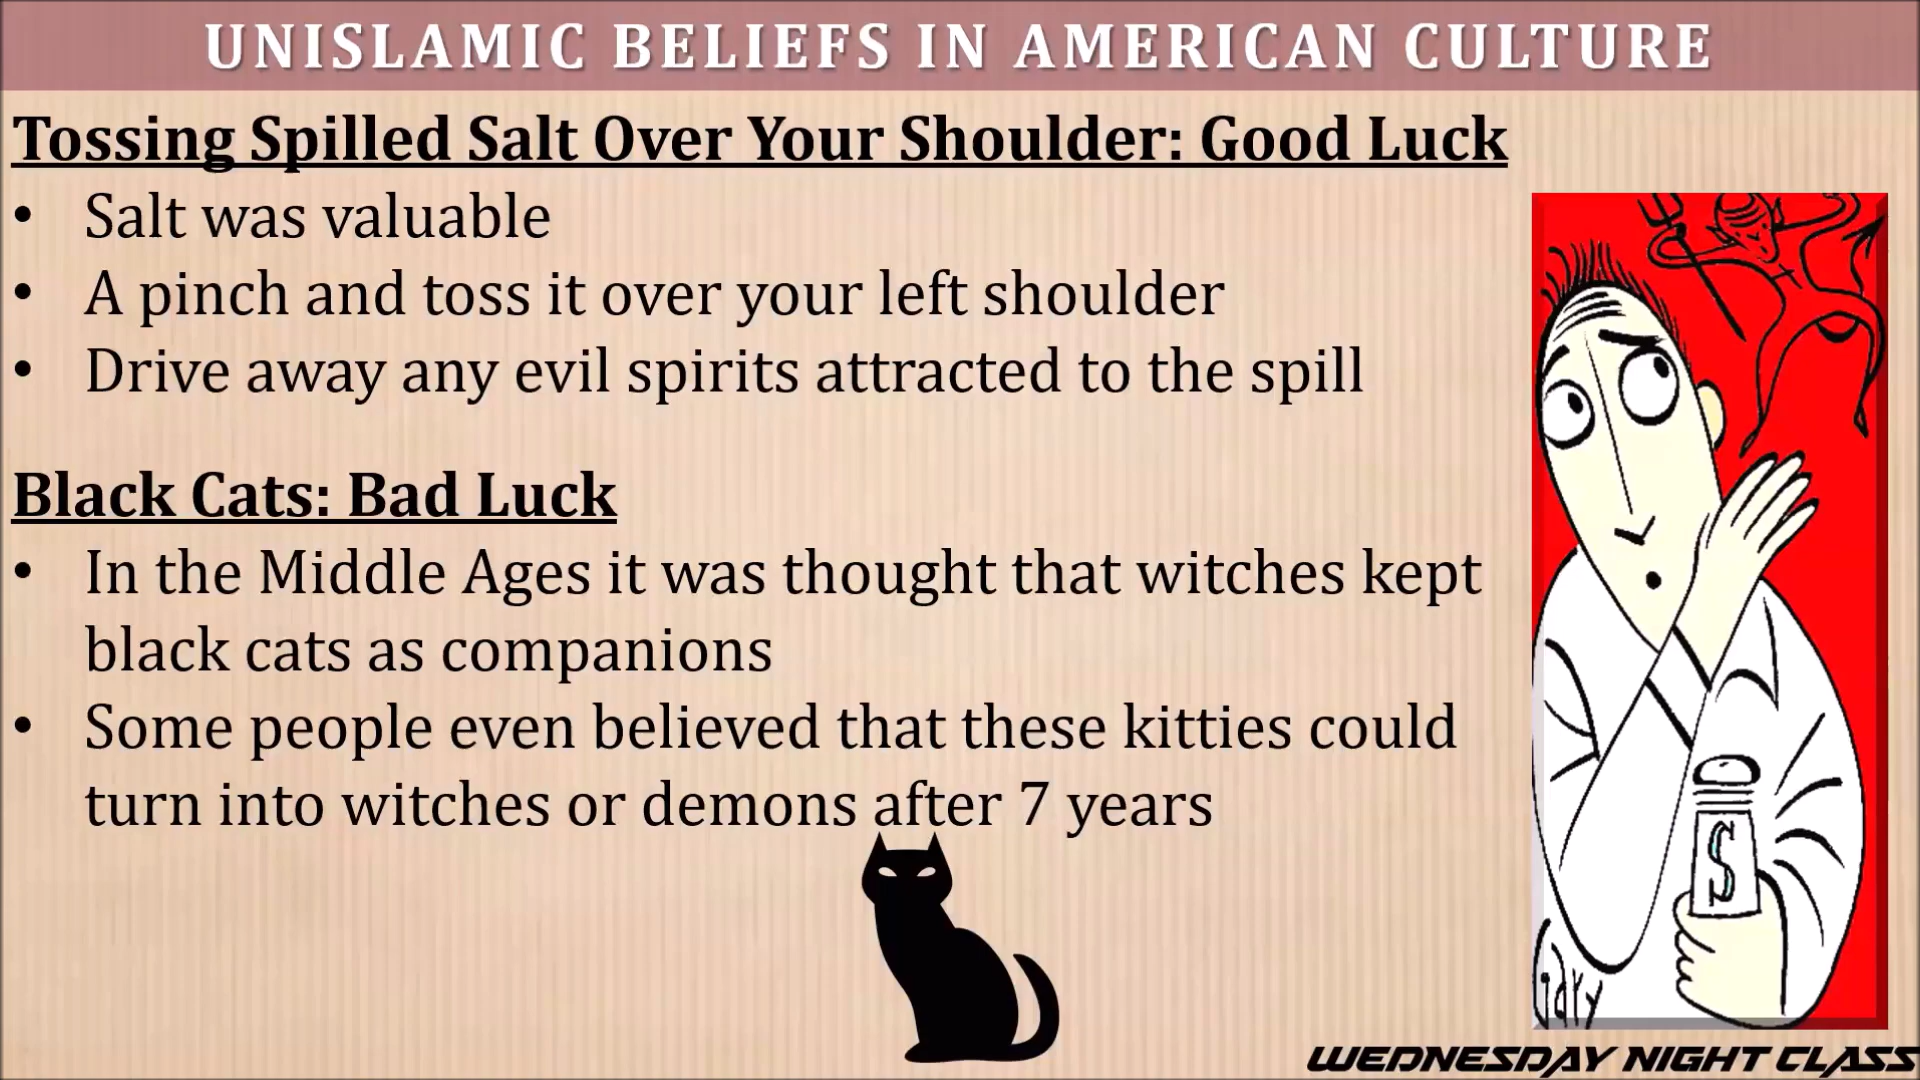 UNISLAMIC BELIEFS IN AMERICAN CULTURE
Tossing Spilled Salt Over Your Shoulder: Good Luck
• Salt was valuable
• A pinch and toss it over your left shoulder
• Drive away any evil spirits attracted to the spill
Black Cats: Bad Luck
• In the Middle Ages it was thought that witches kept
black cats as companions
• Some people even believed that these kitties could
turn into witches or demons after 7 years
S
WEDNESDAY NIGHT CLASS